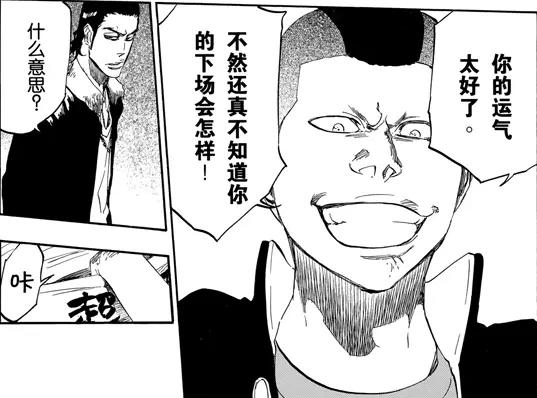 你的运气
太好了。
不然还真不知道你
的下场会怎样！
什么意思？
咔
超